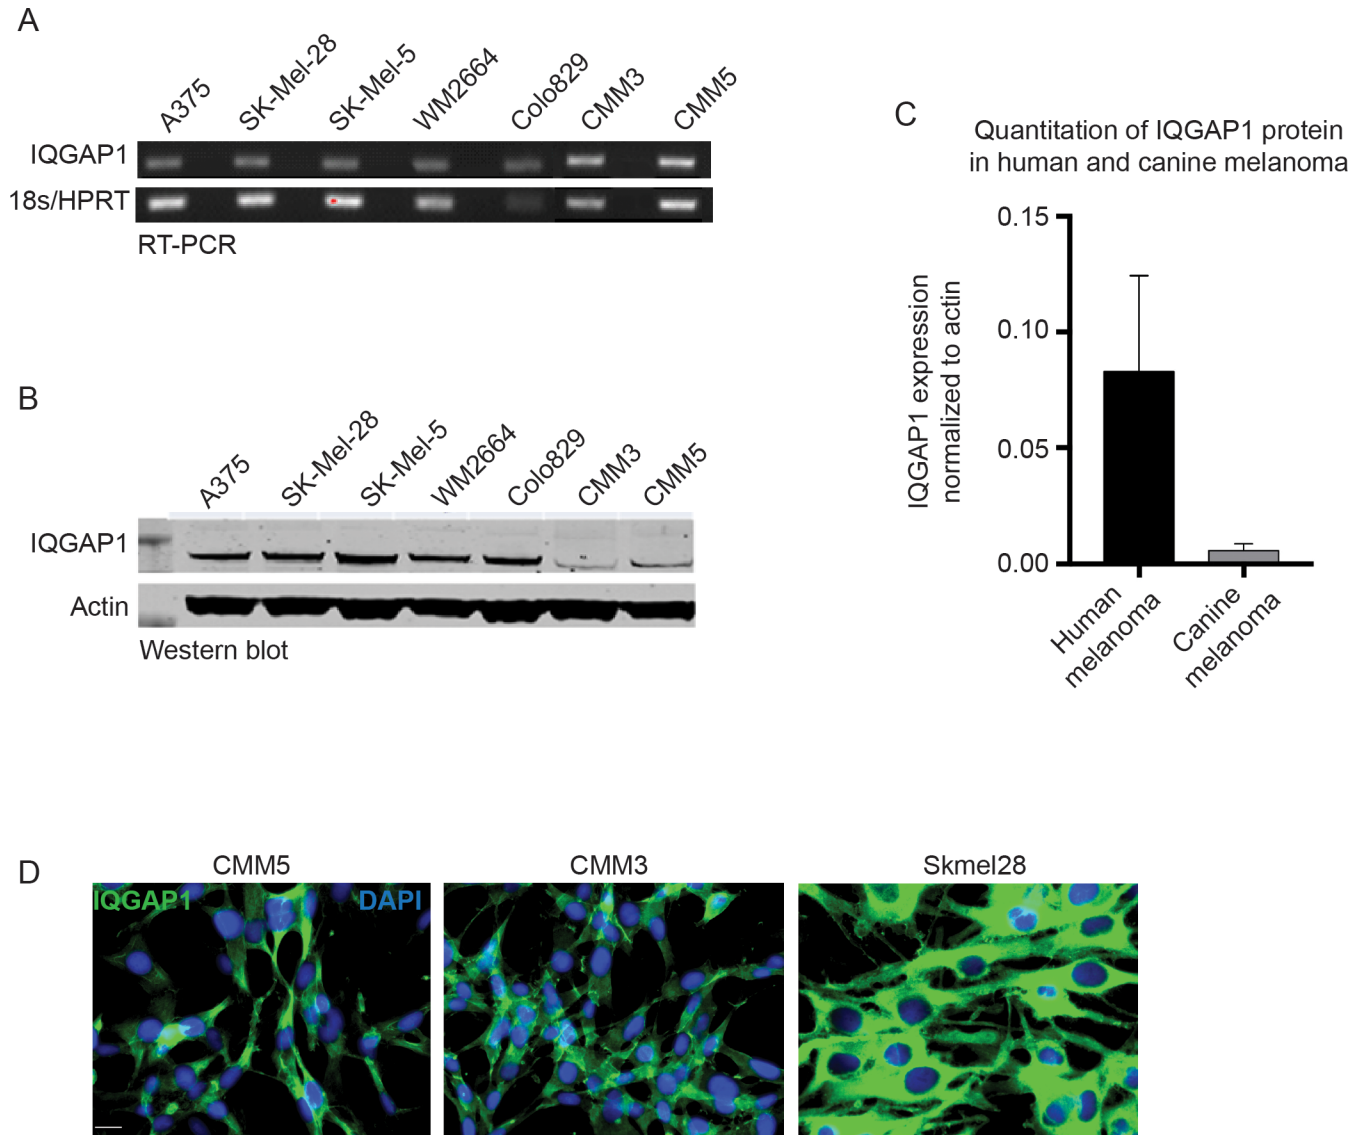 A
A375
SK-Mel-28
SK-Mel-5
WM2664
Colo829
CMM3
CMM5
IQGAP1
18s/HPRT
RT-PCR
B
A375
SK-Mel-28
SK-Mel-5
WM2664
Colo829
CMM3
CMM5
IQGAP1
Actin
Western blot
C
Quantitation of IQGAP1 protein
in human and canine melanoma
IQGAP1 expression
normalized to actin
0.15
0.10
0.05
0.00
Human
melanoma
Canine
melanoma
D
CMM5
CMM3
Skmel28
IQGAP1
DAPI